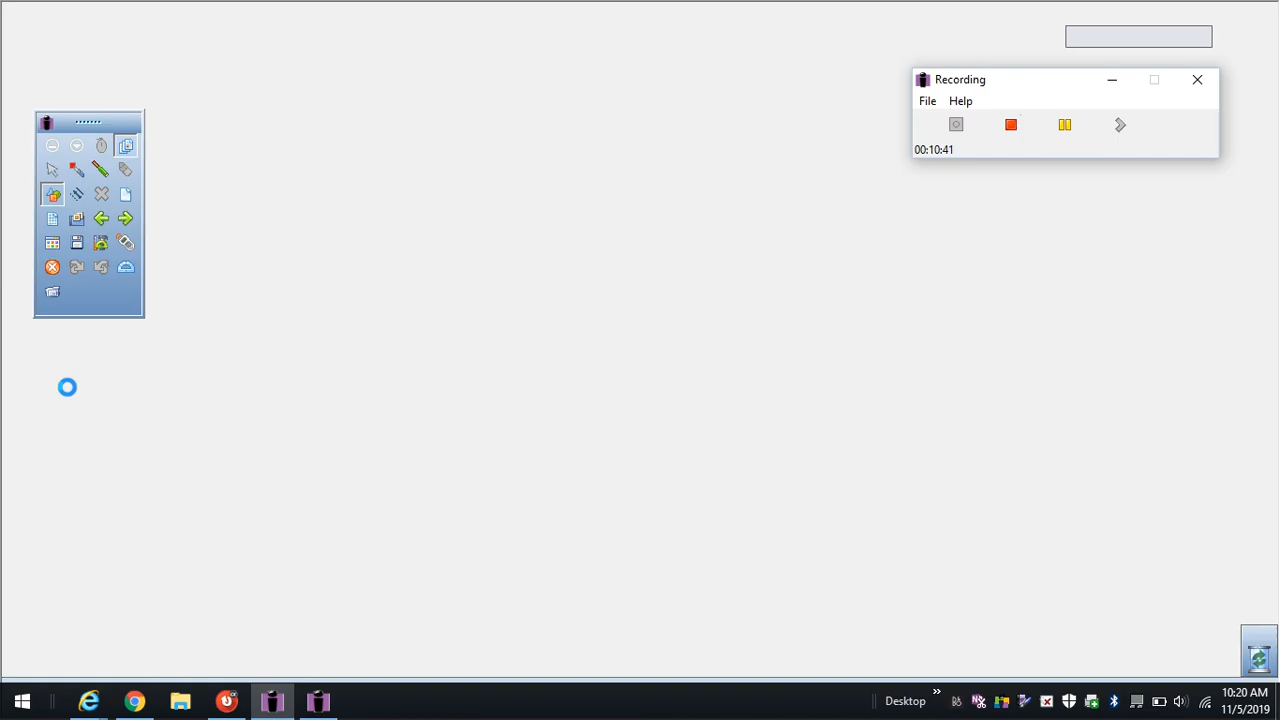 Recording
File Help
00:10:41
Desktop
10:20 AM
11/5/2019